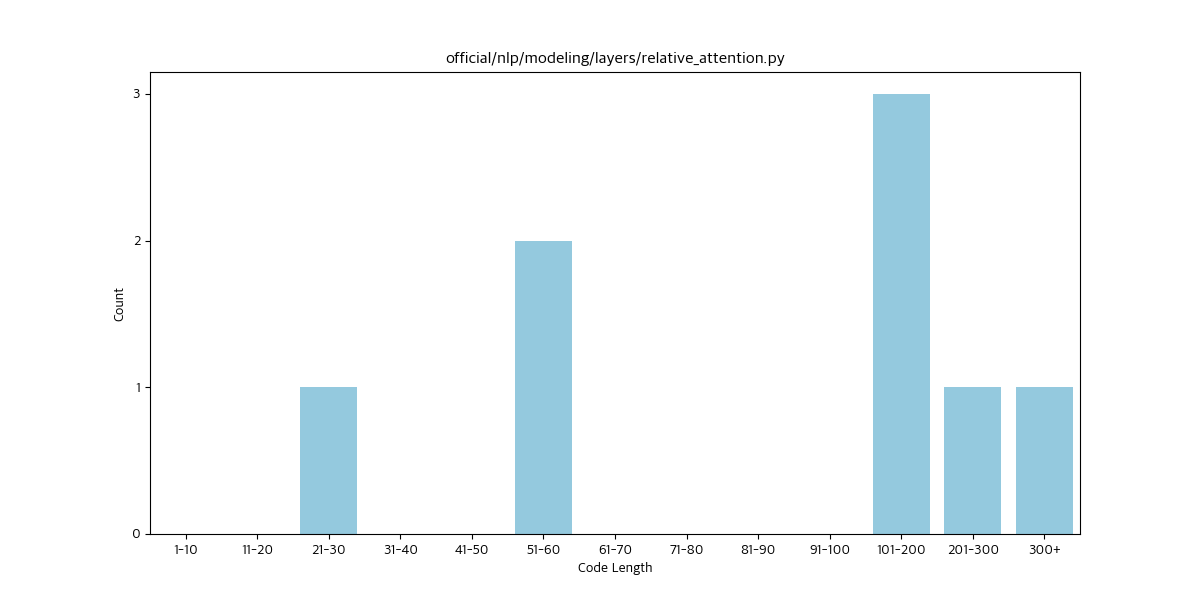 official/nlp/modeling/layers/relative_attention.py
3
2
1
0
Count
1-10 11-20 21-30 31-40 41-50 51-60 61-70 71-80 81-90 91-100 101-200 201-300 300+
Code Length